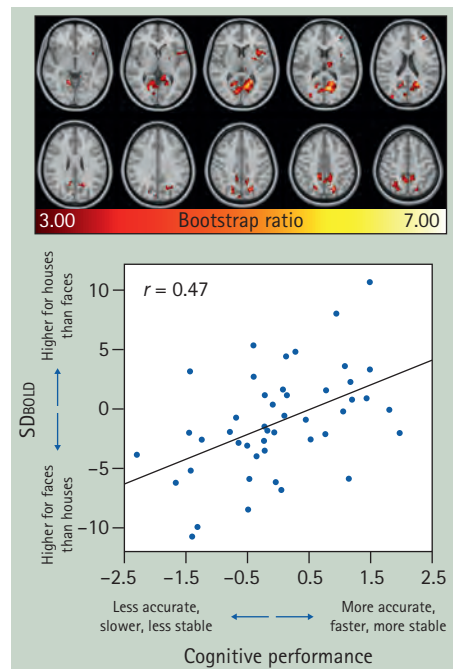 3.00 Bootstrap ratio 7.00
r = 0.47
10
5
0
−5
−10
SDBOLD
Higher for houses
than faces
Higher for faces
than houses
−2.5 −1.5 −0.5 0.5 1.5 2.5
Less accurate,
slower, less stable
More accurate,
faster, more stable
Cognitive performance